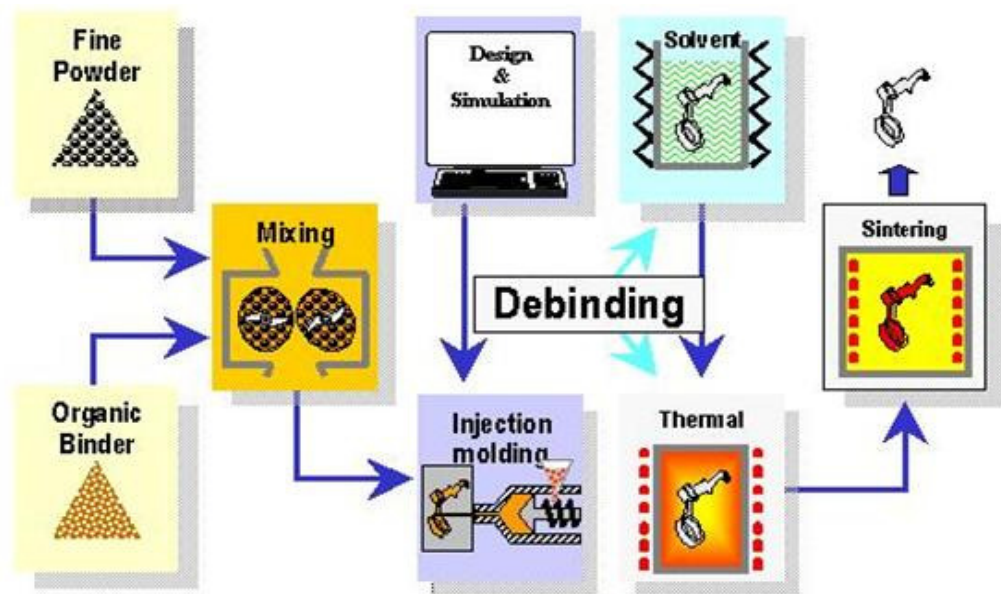 Fine
Powder
Design
&
Simulation
Solvent
Mixing
Sintering
Debinding
Organic
Binder
Injection
molding
Thermal